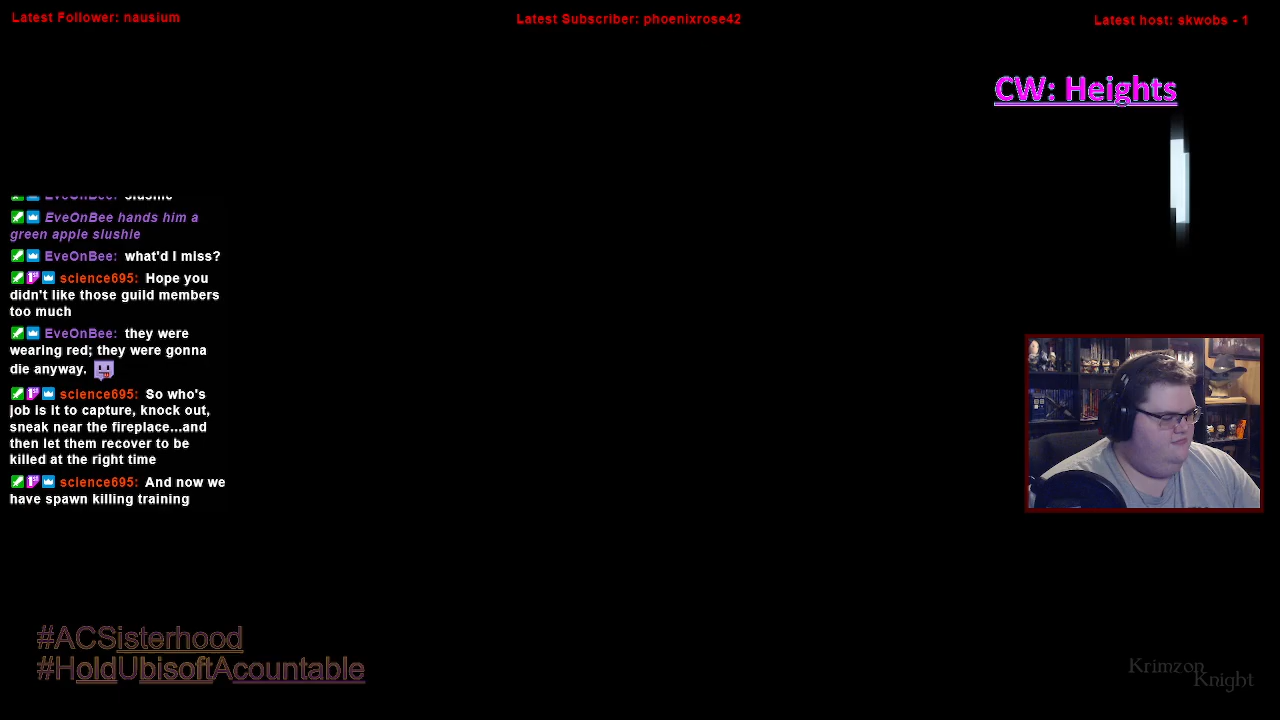 Latest Follower: nausium
Latest Subscriber: phoenixrose42
Latest host: skwobs - 1
CW: Heights
EveOnBee: slushie
EveOnBee hands him a
green apple slushie
EveOnBee: what'd I miss?
science695: Hope you
didn't like those guild members
too much
EveOnBee: they were
wearing red; they were gonna
die anyway.
science695: So who's
job is it to capture, knock out,
sneak near the fireplace...and
then let them recover to be
killed at the right time
science695: And now we
have spawn killing training
#ACSisterhood
#HoldUbisoftAcountable
Krimzon
Knight